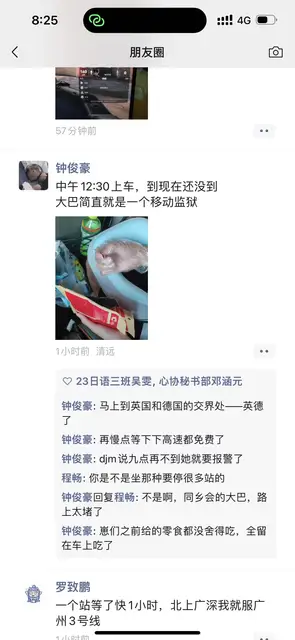 8:25
4G
朋友圈
57分钟前
钟俊豪
中午 12:30上车，到现在还没到
大巴简直就是一个移动监狱
1小时前 清远
23日语三班吴雯, 心协秘书部邓涵元
钟俊豪: 马上到英国和德国的交界处——英德
了
钟俊豪: 再慢点等下下高速都免费了
钟俊豪: djm说九点再不到她就要报警了
程畅: 你是不是坐那种要停很多站的
钟俊豪回复程畅: 不是啊，同乡会的大巴，路
上太堵了
钟俊豪: 崽们之前给的零食都没舍得吃，全留
在车上吃了
罗致鹏
一个站等了快1小时，北上广深我就服广
州3号线
1小时前